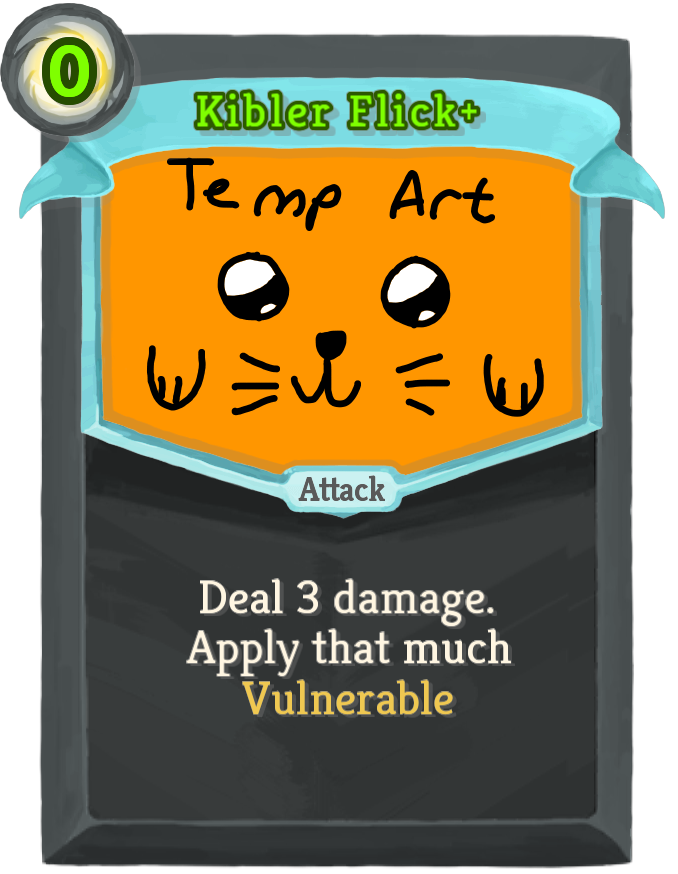 0
Kibler Flick+
Temp Art
Attack
Deal 3 damage.
Apply that much
Vulnerable